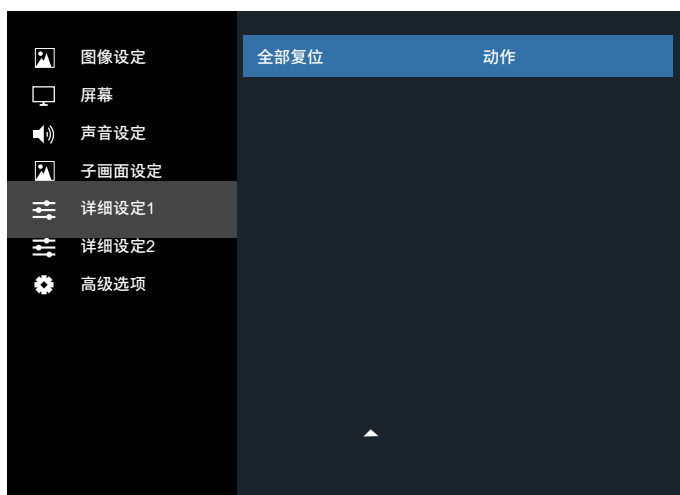 图像设定
全部复位 动作
屏幕
声音设定
子画面设定
详细设定1
详细设定2
高级选项